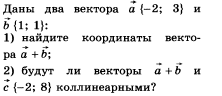 Даны два вектора a⃗ {-2; 3} и
b⃗ {1; 1}:
1) найдите координаты векто-
ра a⃗ + b⃗;
2) будут ли векторы a⃗ + b⃗ и
c⃗ {-2; 8} коллинеарными?